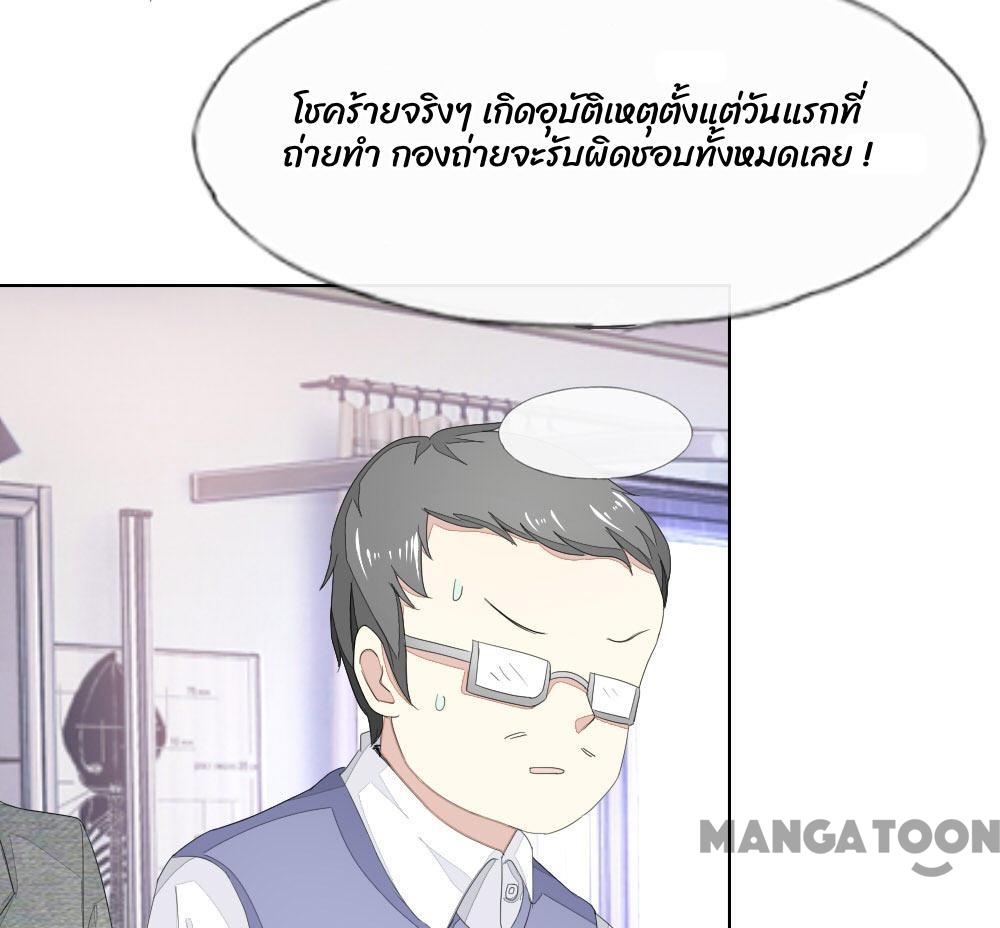 โชคร้ายจริงๆ เกิดอุบัติเหตุตั้งแต่วันแรกที่
ถ่ายทำ กองถ่ายจะรับผิดชอบทั้งหมดเลย !
MANGATOON